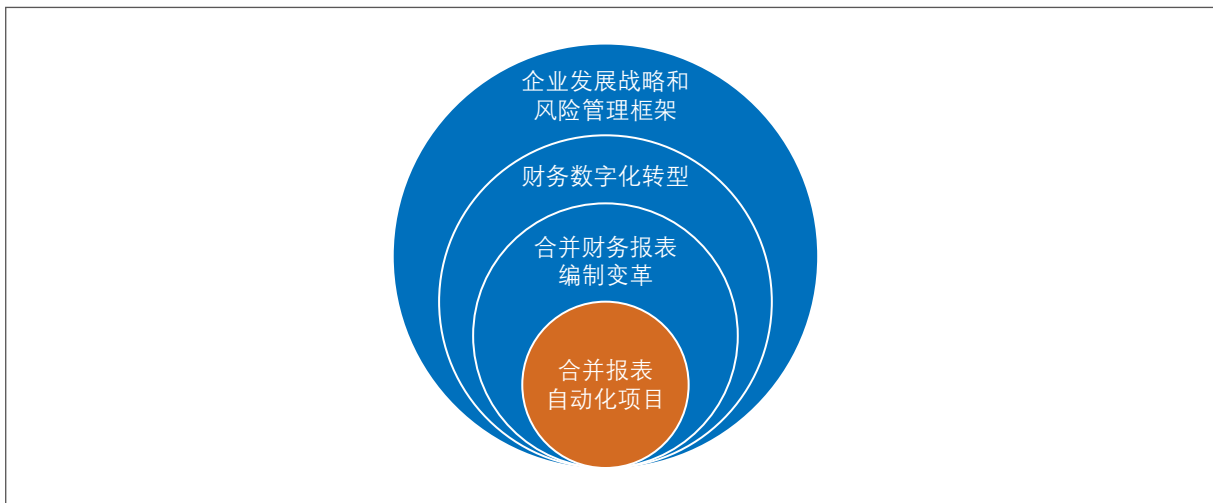 企业发展战略和
风险管理框架
财务数字化转型
合并财务报表
编制变革
合并报表
自动化项目